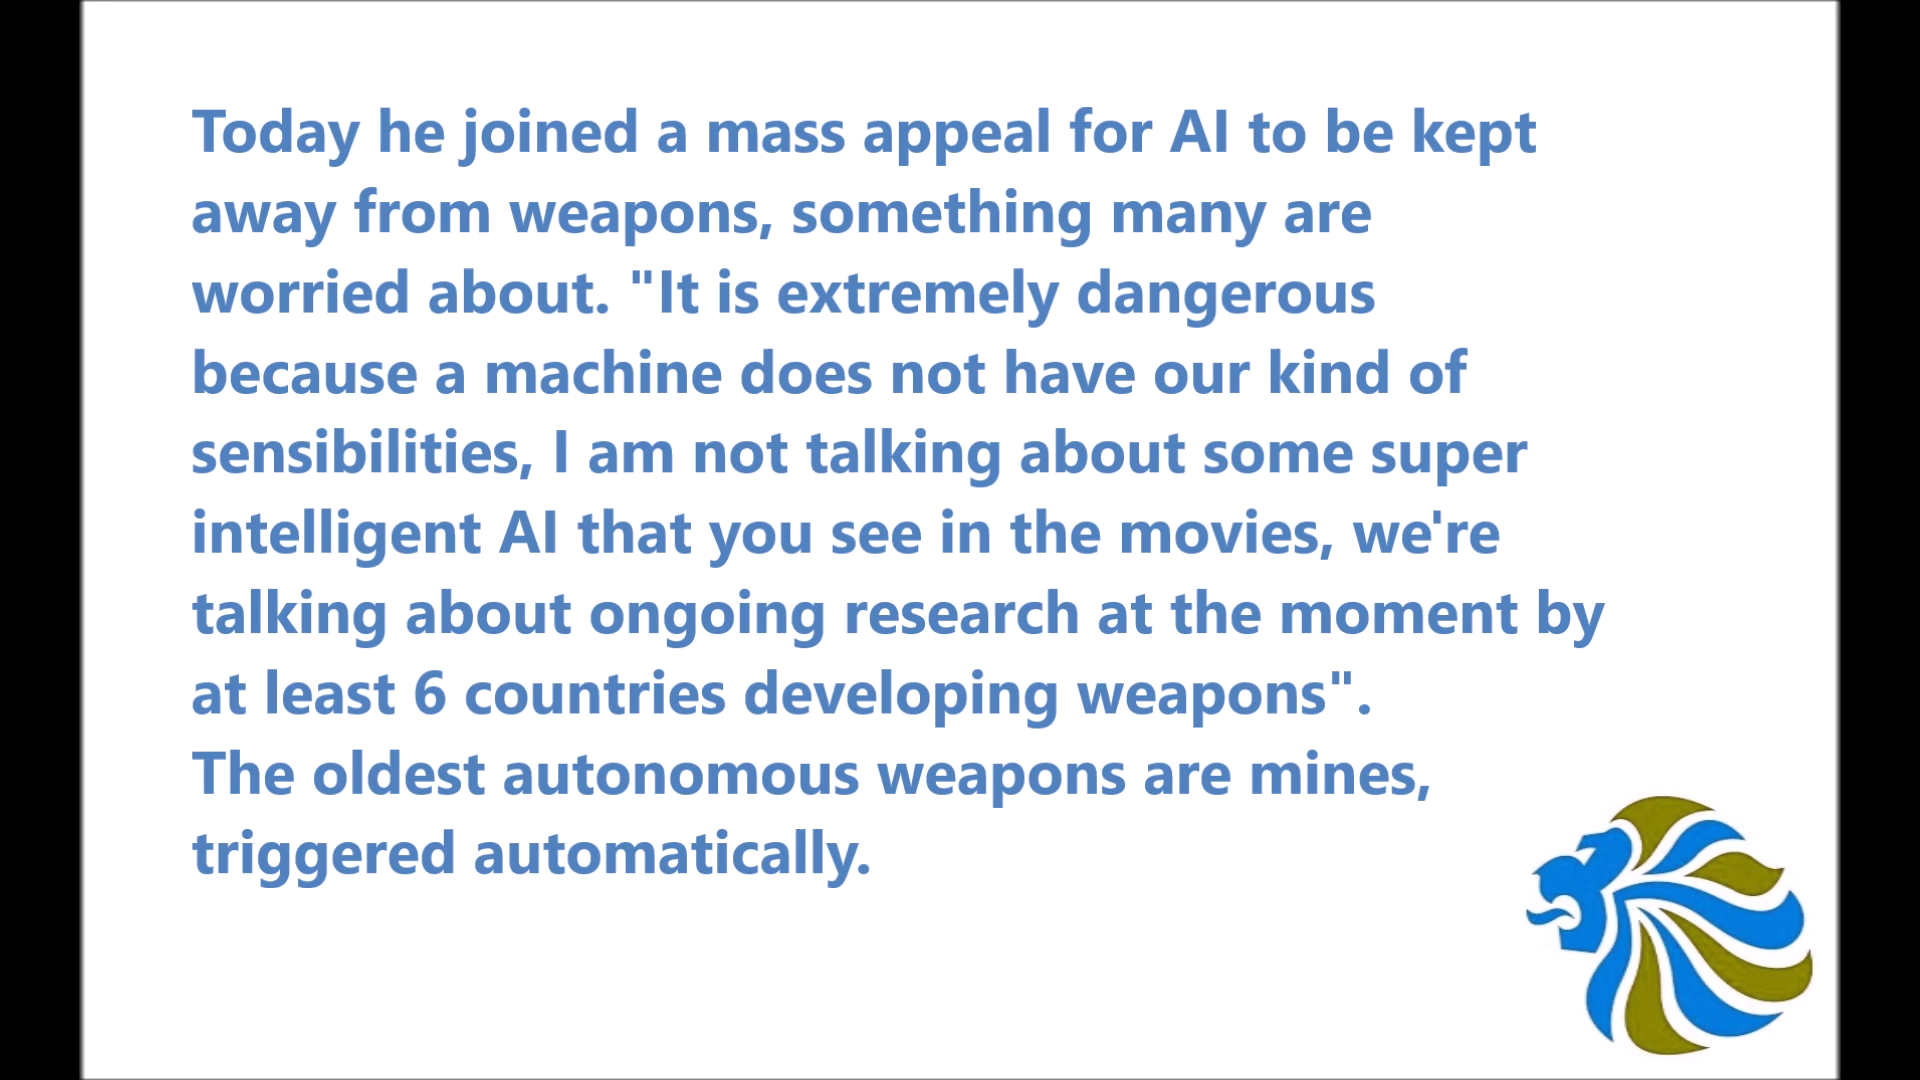 Today he joined a mass appeal for AI to be kept
away from weapons, something many are
worried about. "It is extremely dangerous
because a machine does not have our kind of
sensibilities, I am not talking about some super
intelligent AI that you see in the movies, we're
talking about ongoing research at the moment by
at least 6 countries developing weapons".
The oldest autonomous weapons are mines,
triggered automatically.